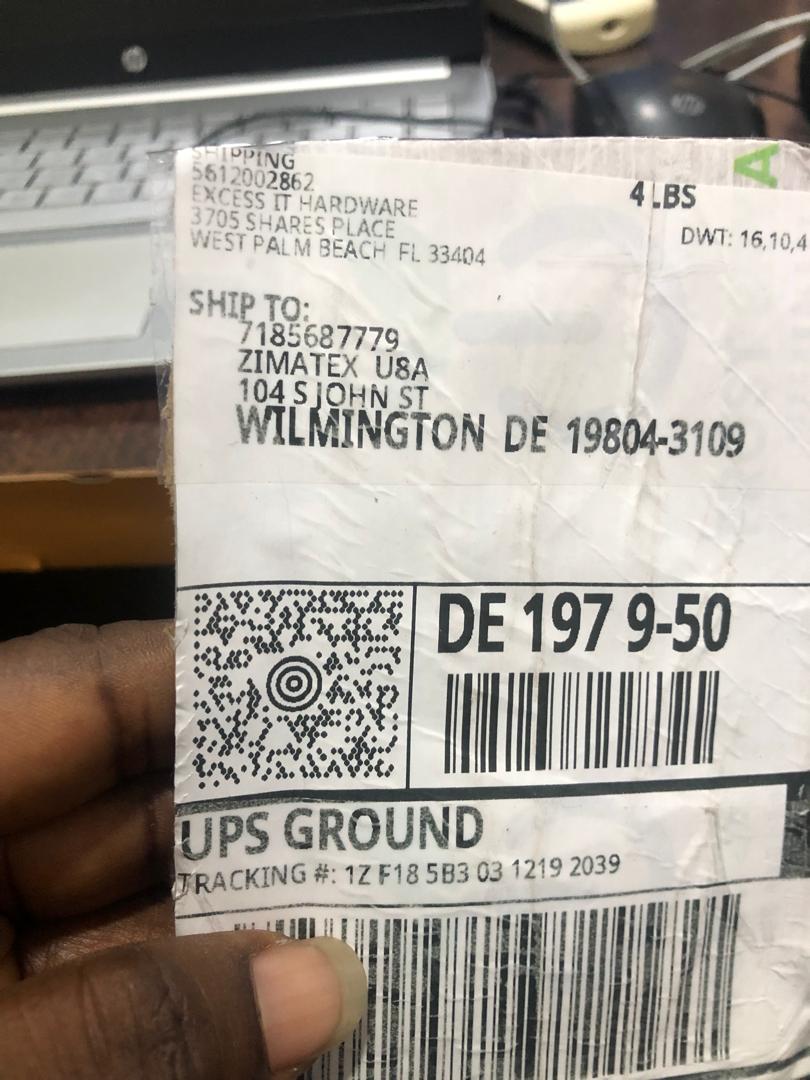 SHIPPING
5612002862
EXCESS IT HARDWARE
3705 SHARES PLACE
WEST PALM BEACH FL 33404
4 LBS
DWT: 16,10,4
A
SHIP TO:
7185687779
ZIMATEX USA
104 S JOHN ST
WILMINGTON DE 19804-3109
DE 197 9-50
UPS GROUND
TRACKING #: 1Z F18 5B3 03 1219 2039
hp
hp